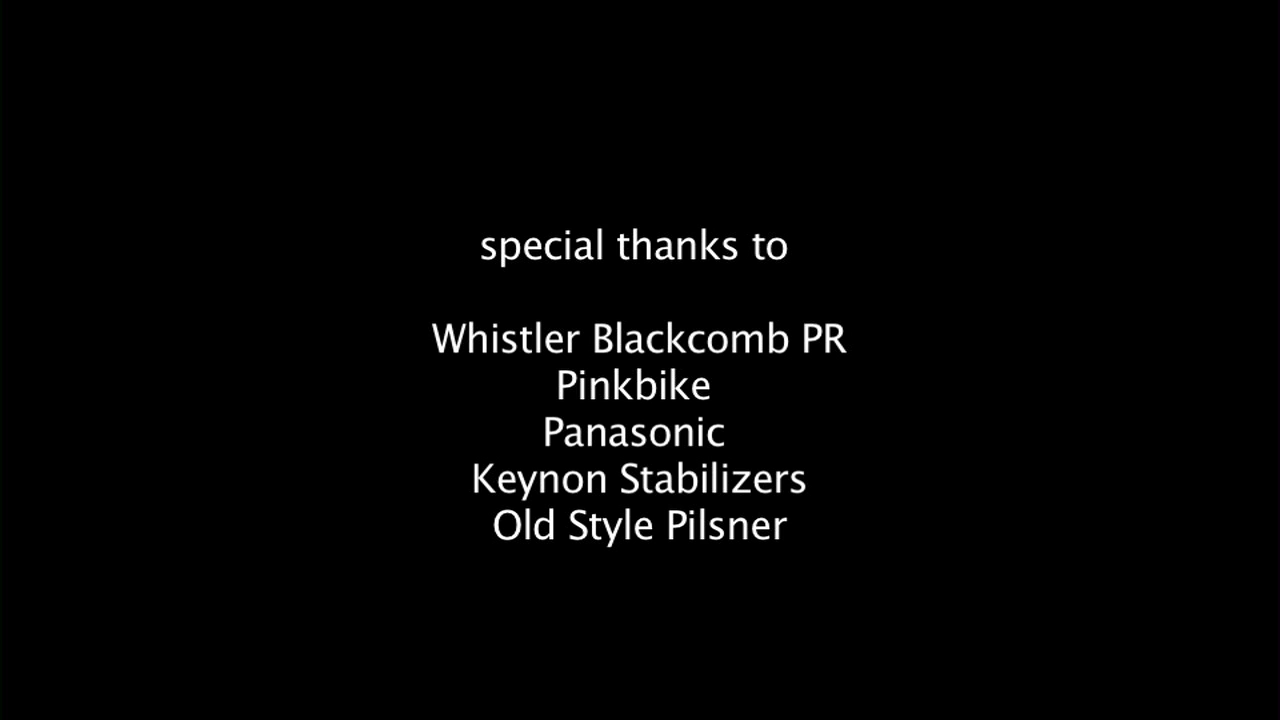 special thanks to
Whistler Blackcomb PR
Pinkbike
Panasonic
Keynon Stabilizers
Old Style Pilsner